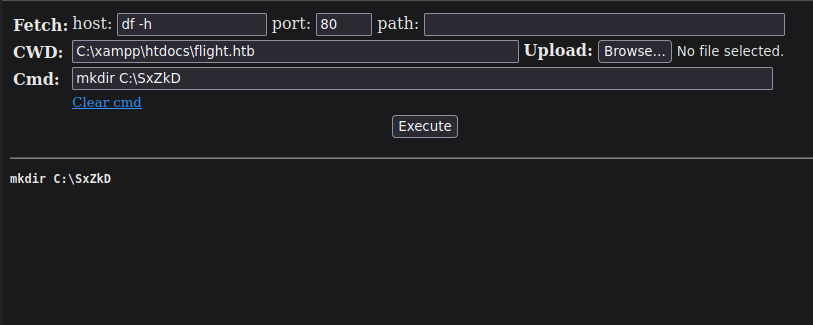 Fetch: host: df -h port: 80 path:
CWD: C:\xampp\htdocs\flight.htb Upload: Browse... No file selected.
Cmd: mkdir C:\SxZkD
Clear cmd
Execute
mkdir C:\SxZkD